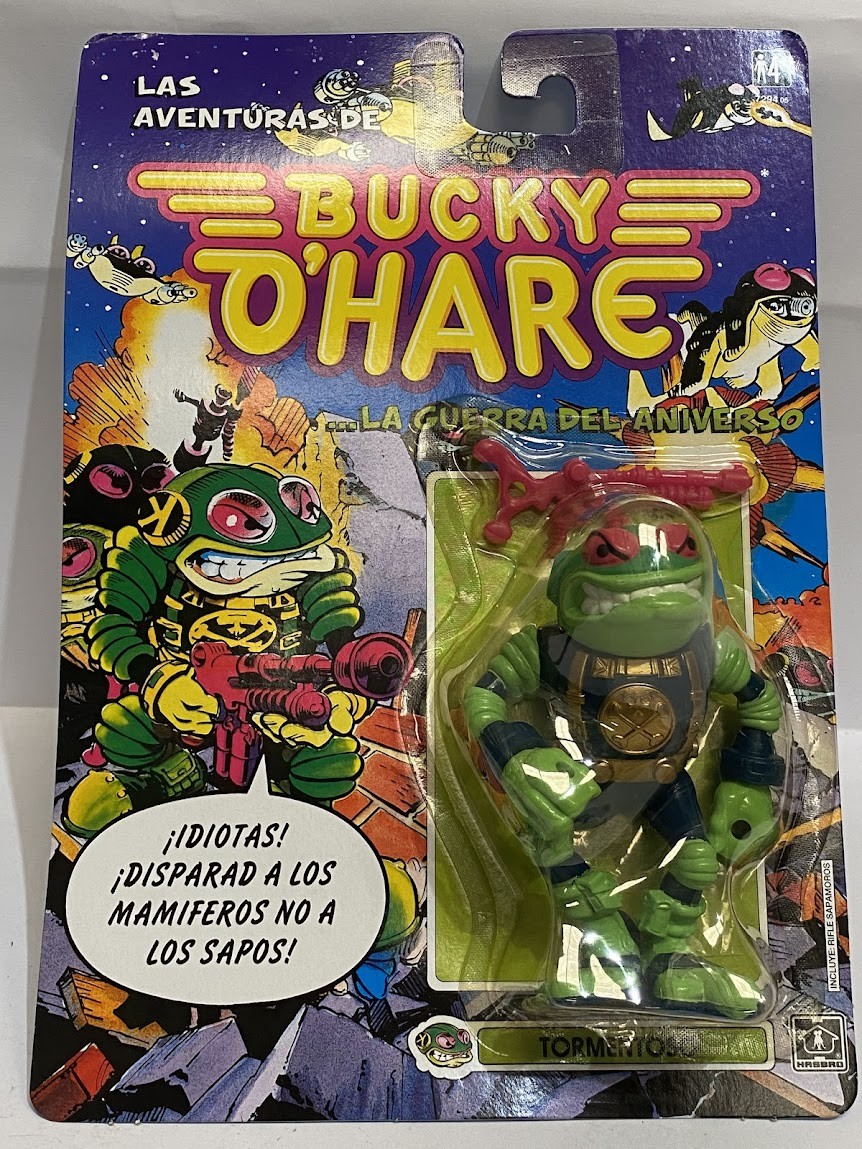 LAS
AVENTURAS DE
BUCKY
O'HARE
...LA GUERRA DEL ANIVERSO
¡IDIOTAS!
¡DISPARAD A LOS
MAMIFEROS NO A
LOS SAPOS!
INCLUYE: RIFLE SAPAMOROS
HASBRO